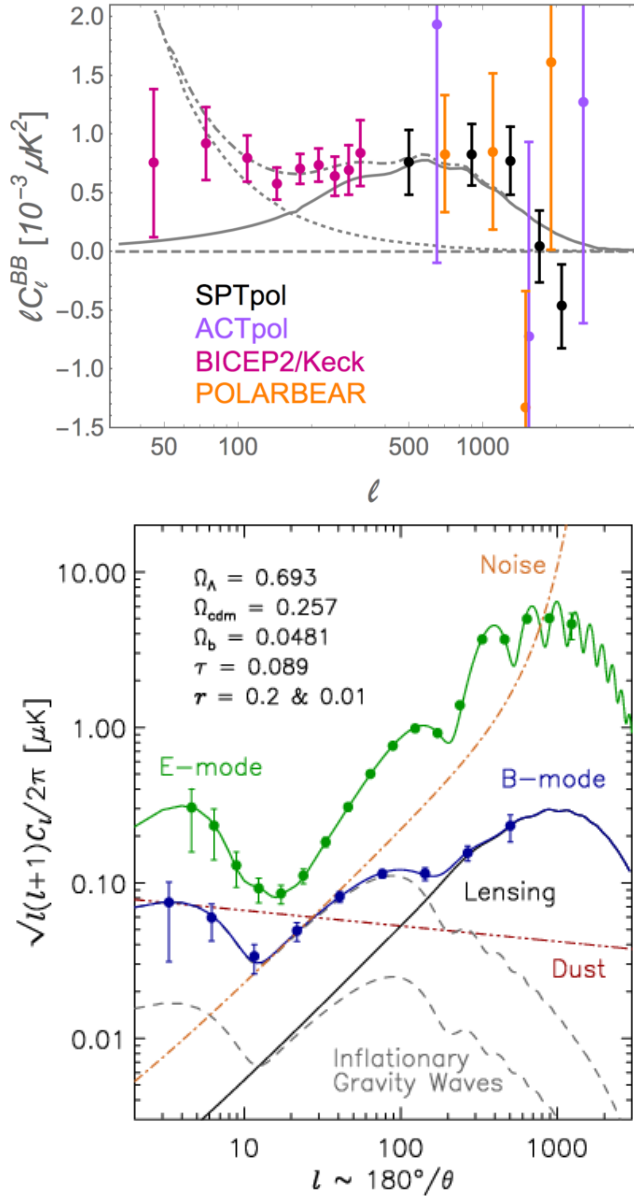 2.0
1.5
1.0
0.5
0.0
−0.5
−1.0
−1.5
ℓC_ℓ^BB [10^−3 μK^2]
SPTpol
ACTpol
BICEP2/Keck
POLARBEAR
50 100 500 1000
ℓ
10.00
1.00
0.10
0.01
√l(l+1)C_l/2π [μK]
Ω_Λ = 0.693
Ω_cdm = 0.257
Ω_b = 0.0481
τ = 0.089
r = 0.2 & 0.01
Noise
E−mode
B−mode
Lensing
Dust
Inflationary
Gravity Waves
10 100 1000
l ~ 180°/θ